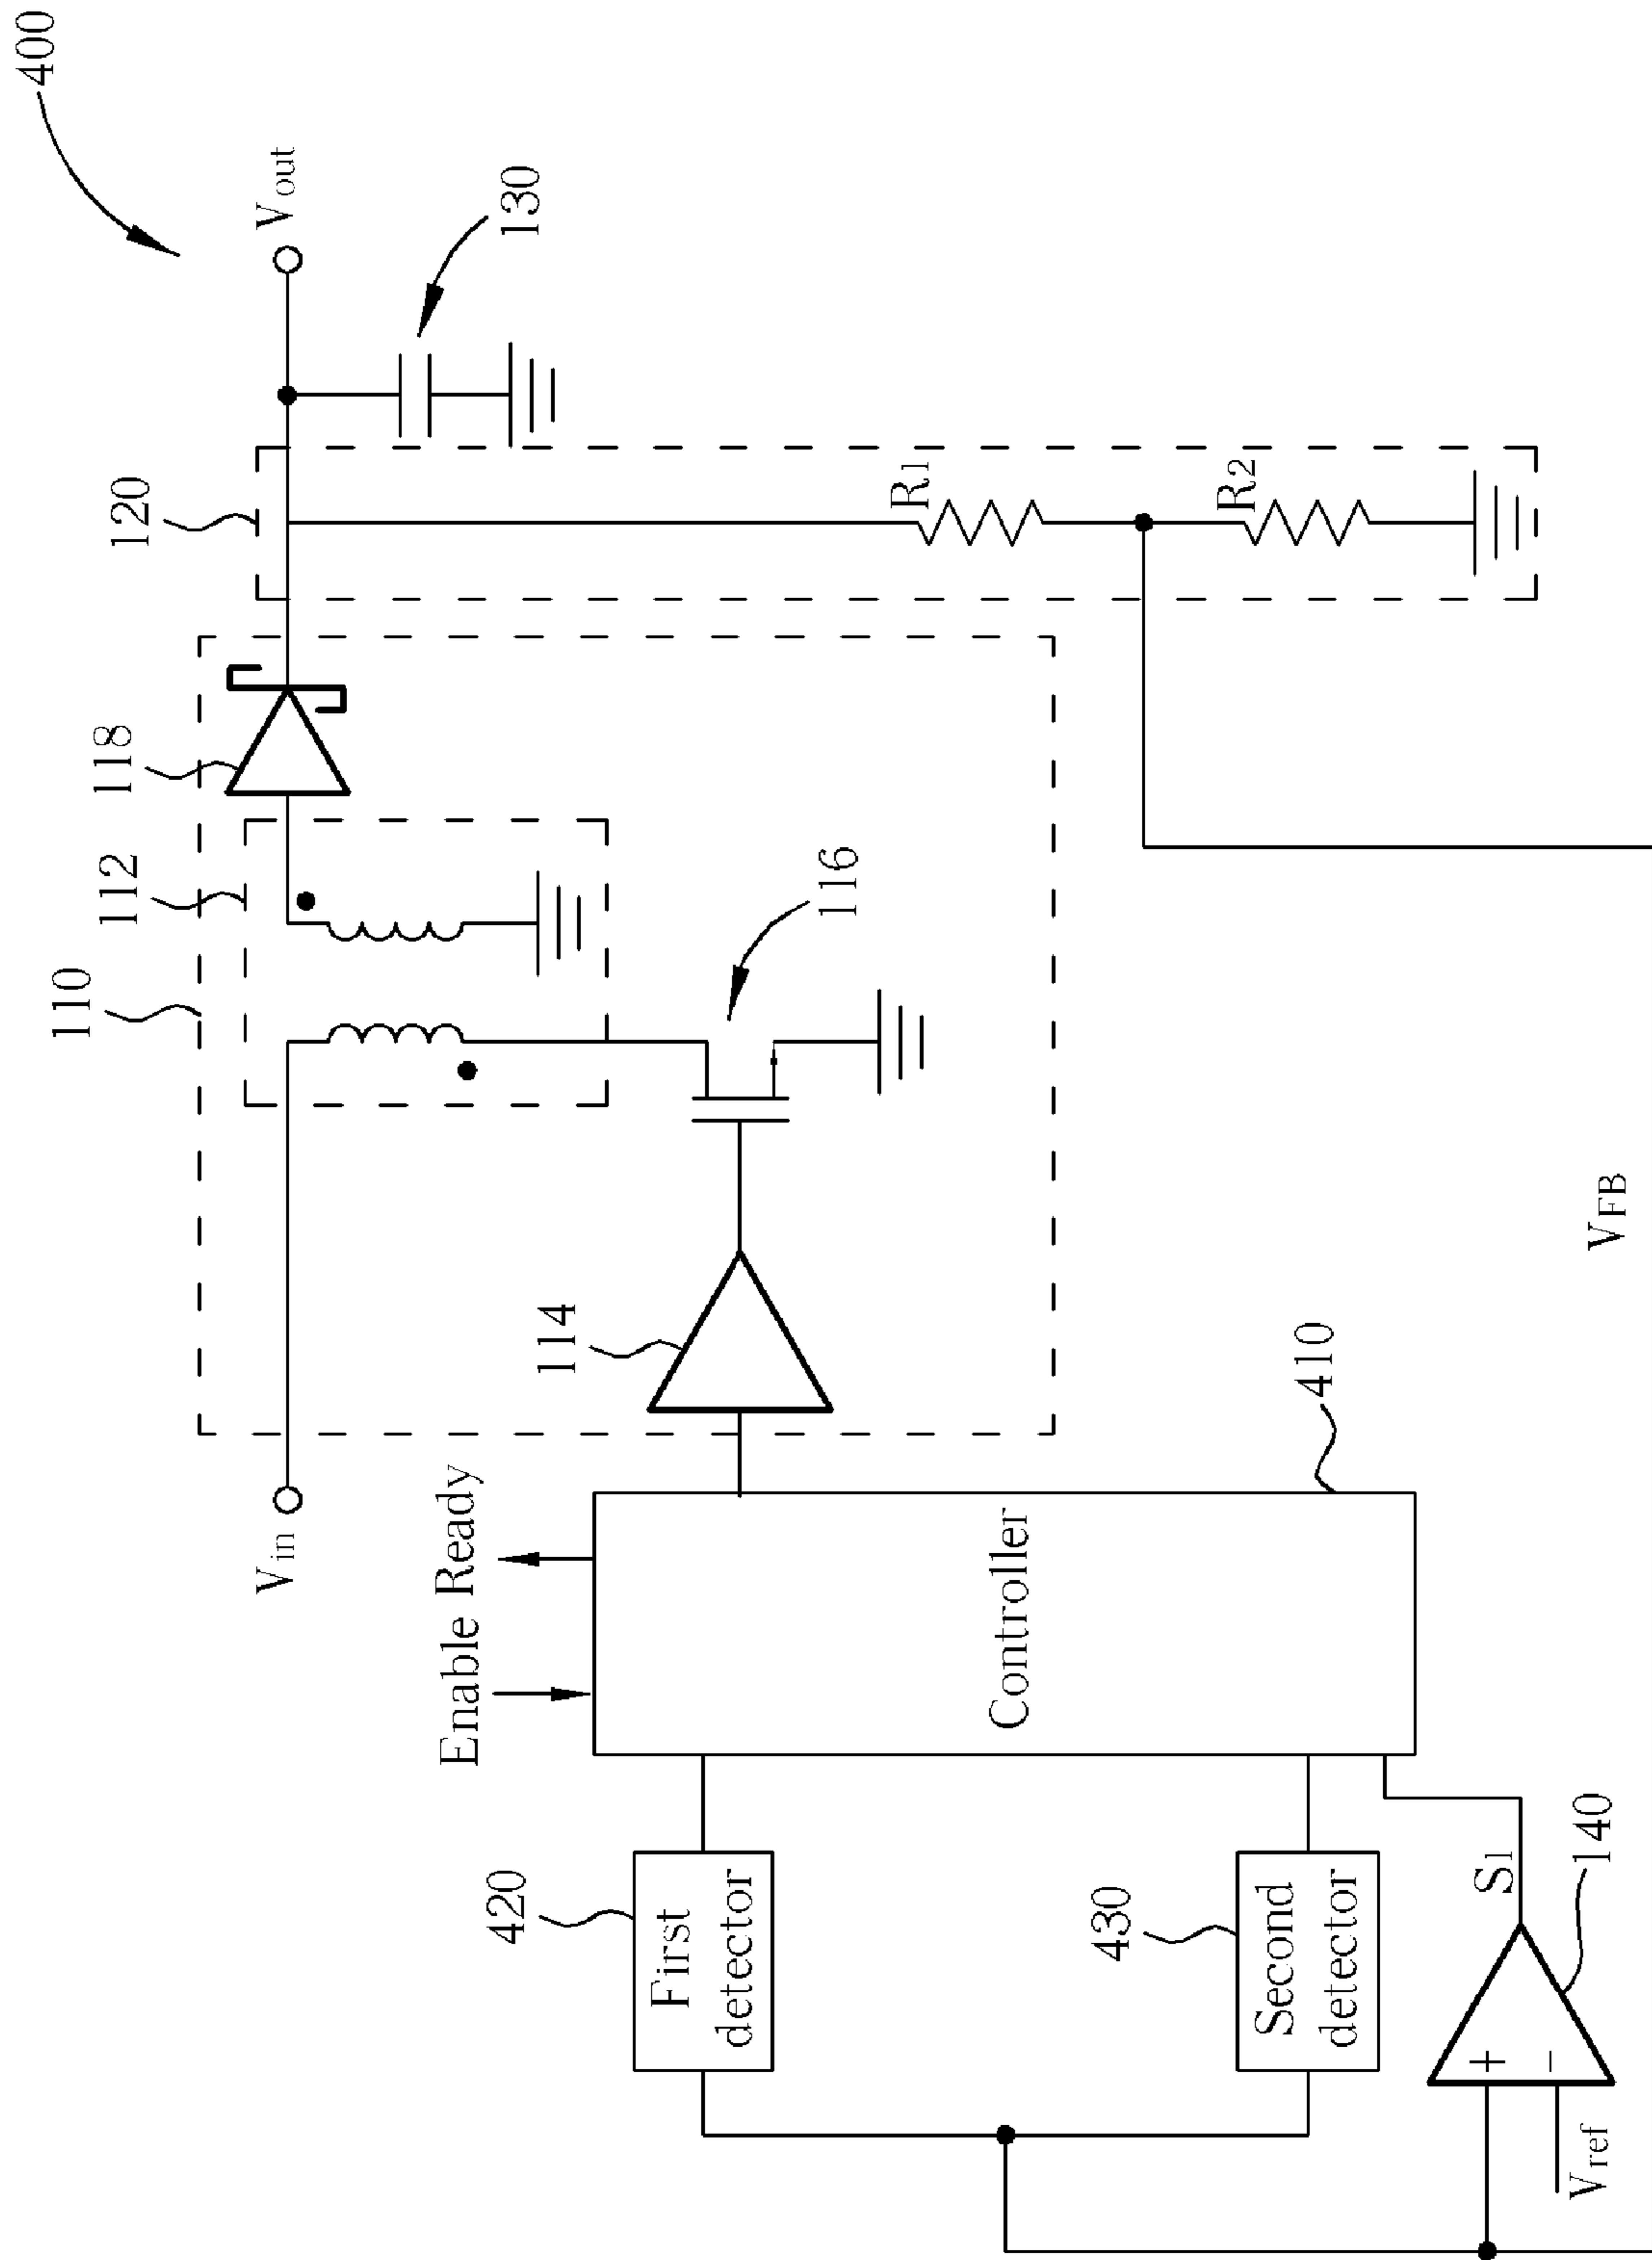 400
Vout
130
120
118
112
110
R1
R2
116
114
Vin
Enable Ready
Controller
410
VFB
420
First
detector
430
Second
detector
S1
140
+
-
Vref